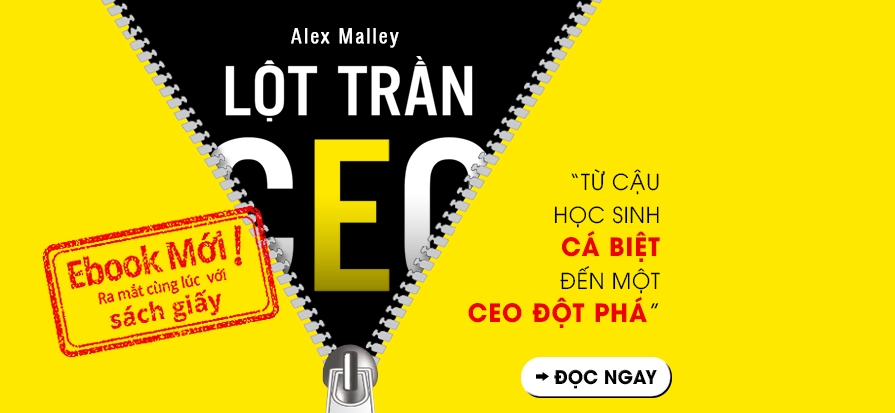 Alex Malley
LỘT TRẦN
CEO
Ebook Mới!
Ra mắt cùng lúc với
sách giấy
“TỪ CẬU
HỌC SINH
CÁ BIỆT
ĐẾN MỘT
CEO ĐỘT PHÁ”
➡ ĐỌC NGAY